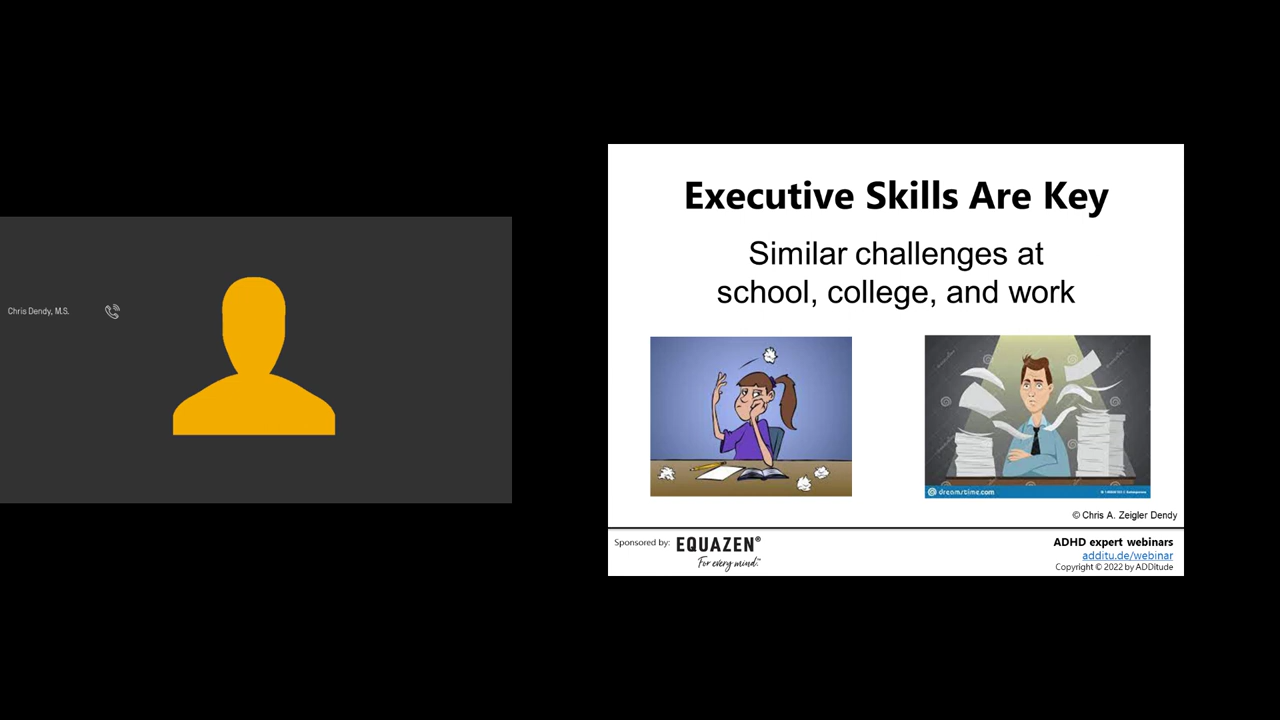 Chris Dendy, M.S.
Executive Skills Are Key
Similar challenges at
school, college, and work
dreamstime.com
© Chris A. Zeigler Dendy
Sponsored by: EQUAZEN®
For every mind.™
ADHD expert webinars
additu.de/webinar
Copyright © 2022 by ADDitude